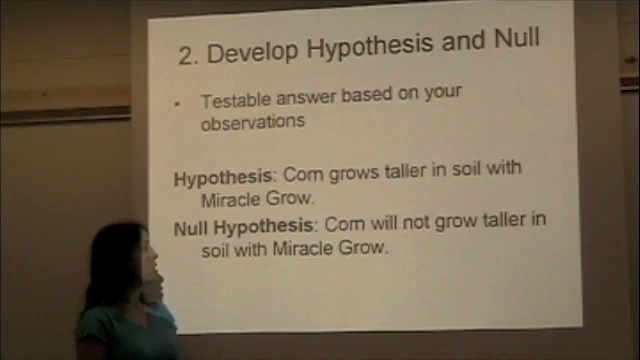 2. Develop Hypothesis and Null
• Testable answer based on your
observations
Hypothesis: Corn grows taller in soil with
Miracle Grow.
Null Hypothesis: Corn will not grow taller in
soil with Miracle Grow.